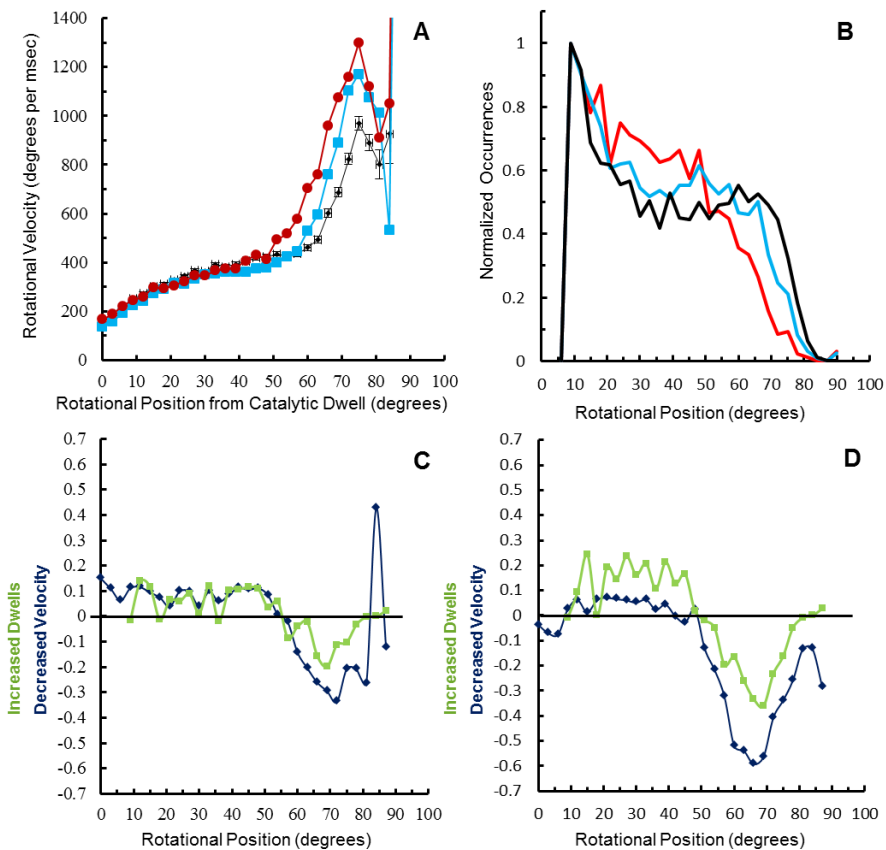 A
Rotational Velocity (degrees per msec)
1400
1200
1000
800
600
400
200
0
0 10 20 30 40 50 60 70 80 90 100
Rotational Position from Catalytic Dwell (degrees)
B
Normalized Occurrences
1
0.8
0.6
0.4
0.2
0
0 10 20 30 40 50 60 70 80 90 100
Rotational Position (degrees)
C
Increased Dwells
Decreased Velocity
0.7
0.6
0.5
0.4
0.3
0.2
0.1
0
-0.1
-0.2
-0.3
-0.4
-0.5
-0.6
-0.7
0 10 20 30 40 50 60 70 80 90 100
Rotational Position (degrees)
D
Increased Dwells
Decreased Velocity
0.7
0.6
0.5
0.4
0.3
0.2
0.1
0
-0.1
-0.2
-0.3
-0.4
-0.5
-0.6
-0.7
0 10 20 30 40 50 60 70 80 90 100
Rotational Position (degrees)